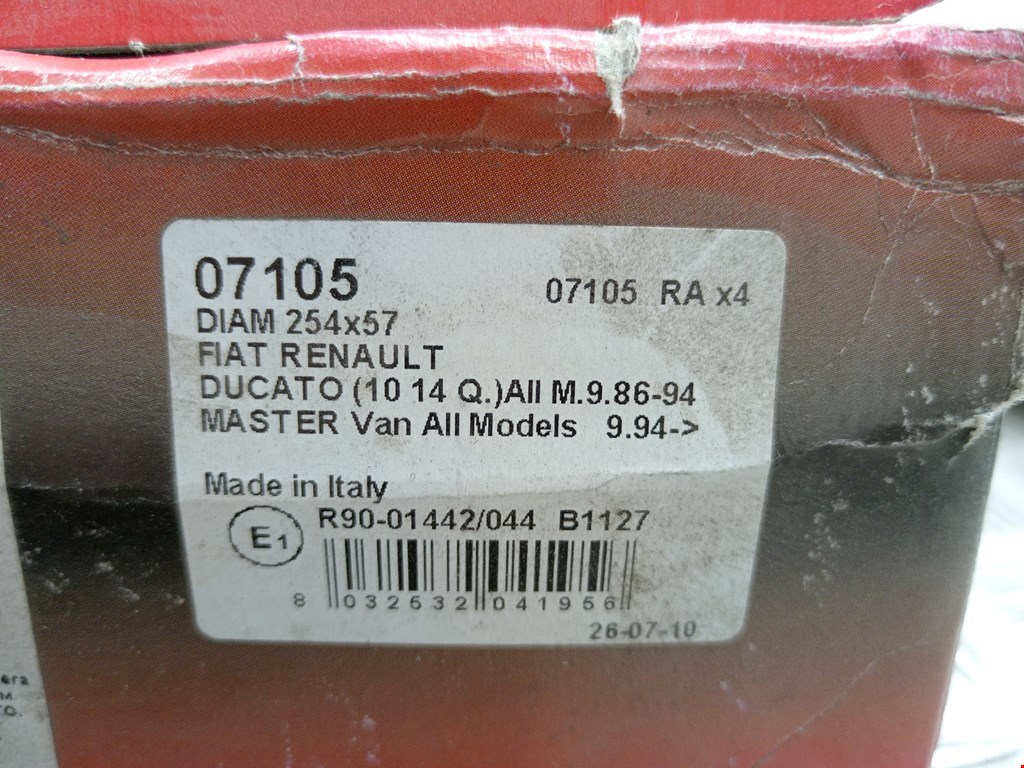 07105
07105 RA x4
DIAM 254x57
FIAT RENAULT
DUCATO (10 14 Q.)All M.9.86-94
MASTER Van All Models 9.94->
Made in Italy
E1
R90-01442/044 B1127
8 032532 041956
26-07-10